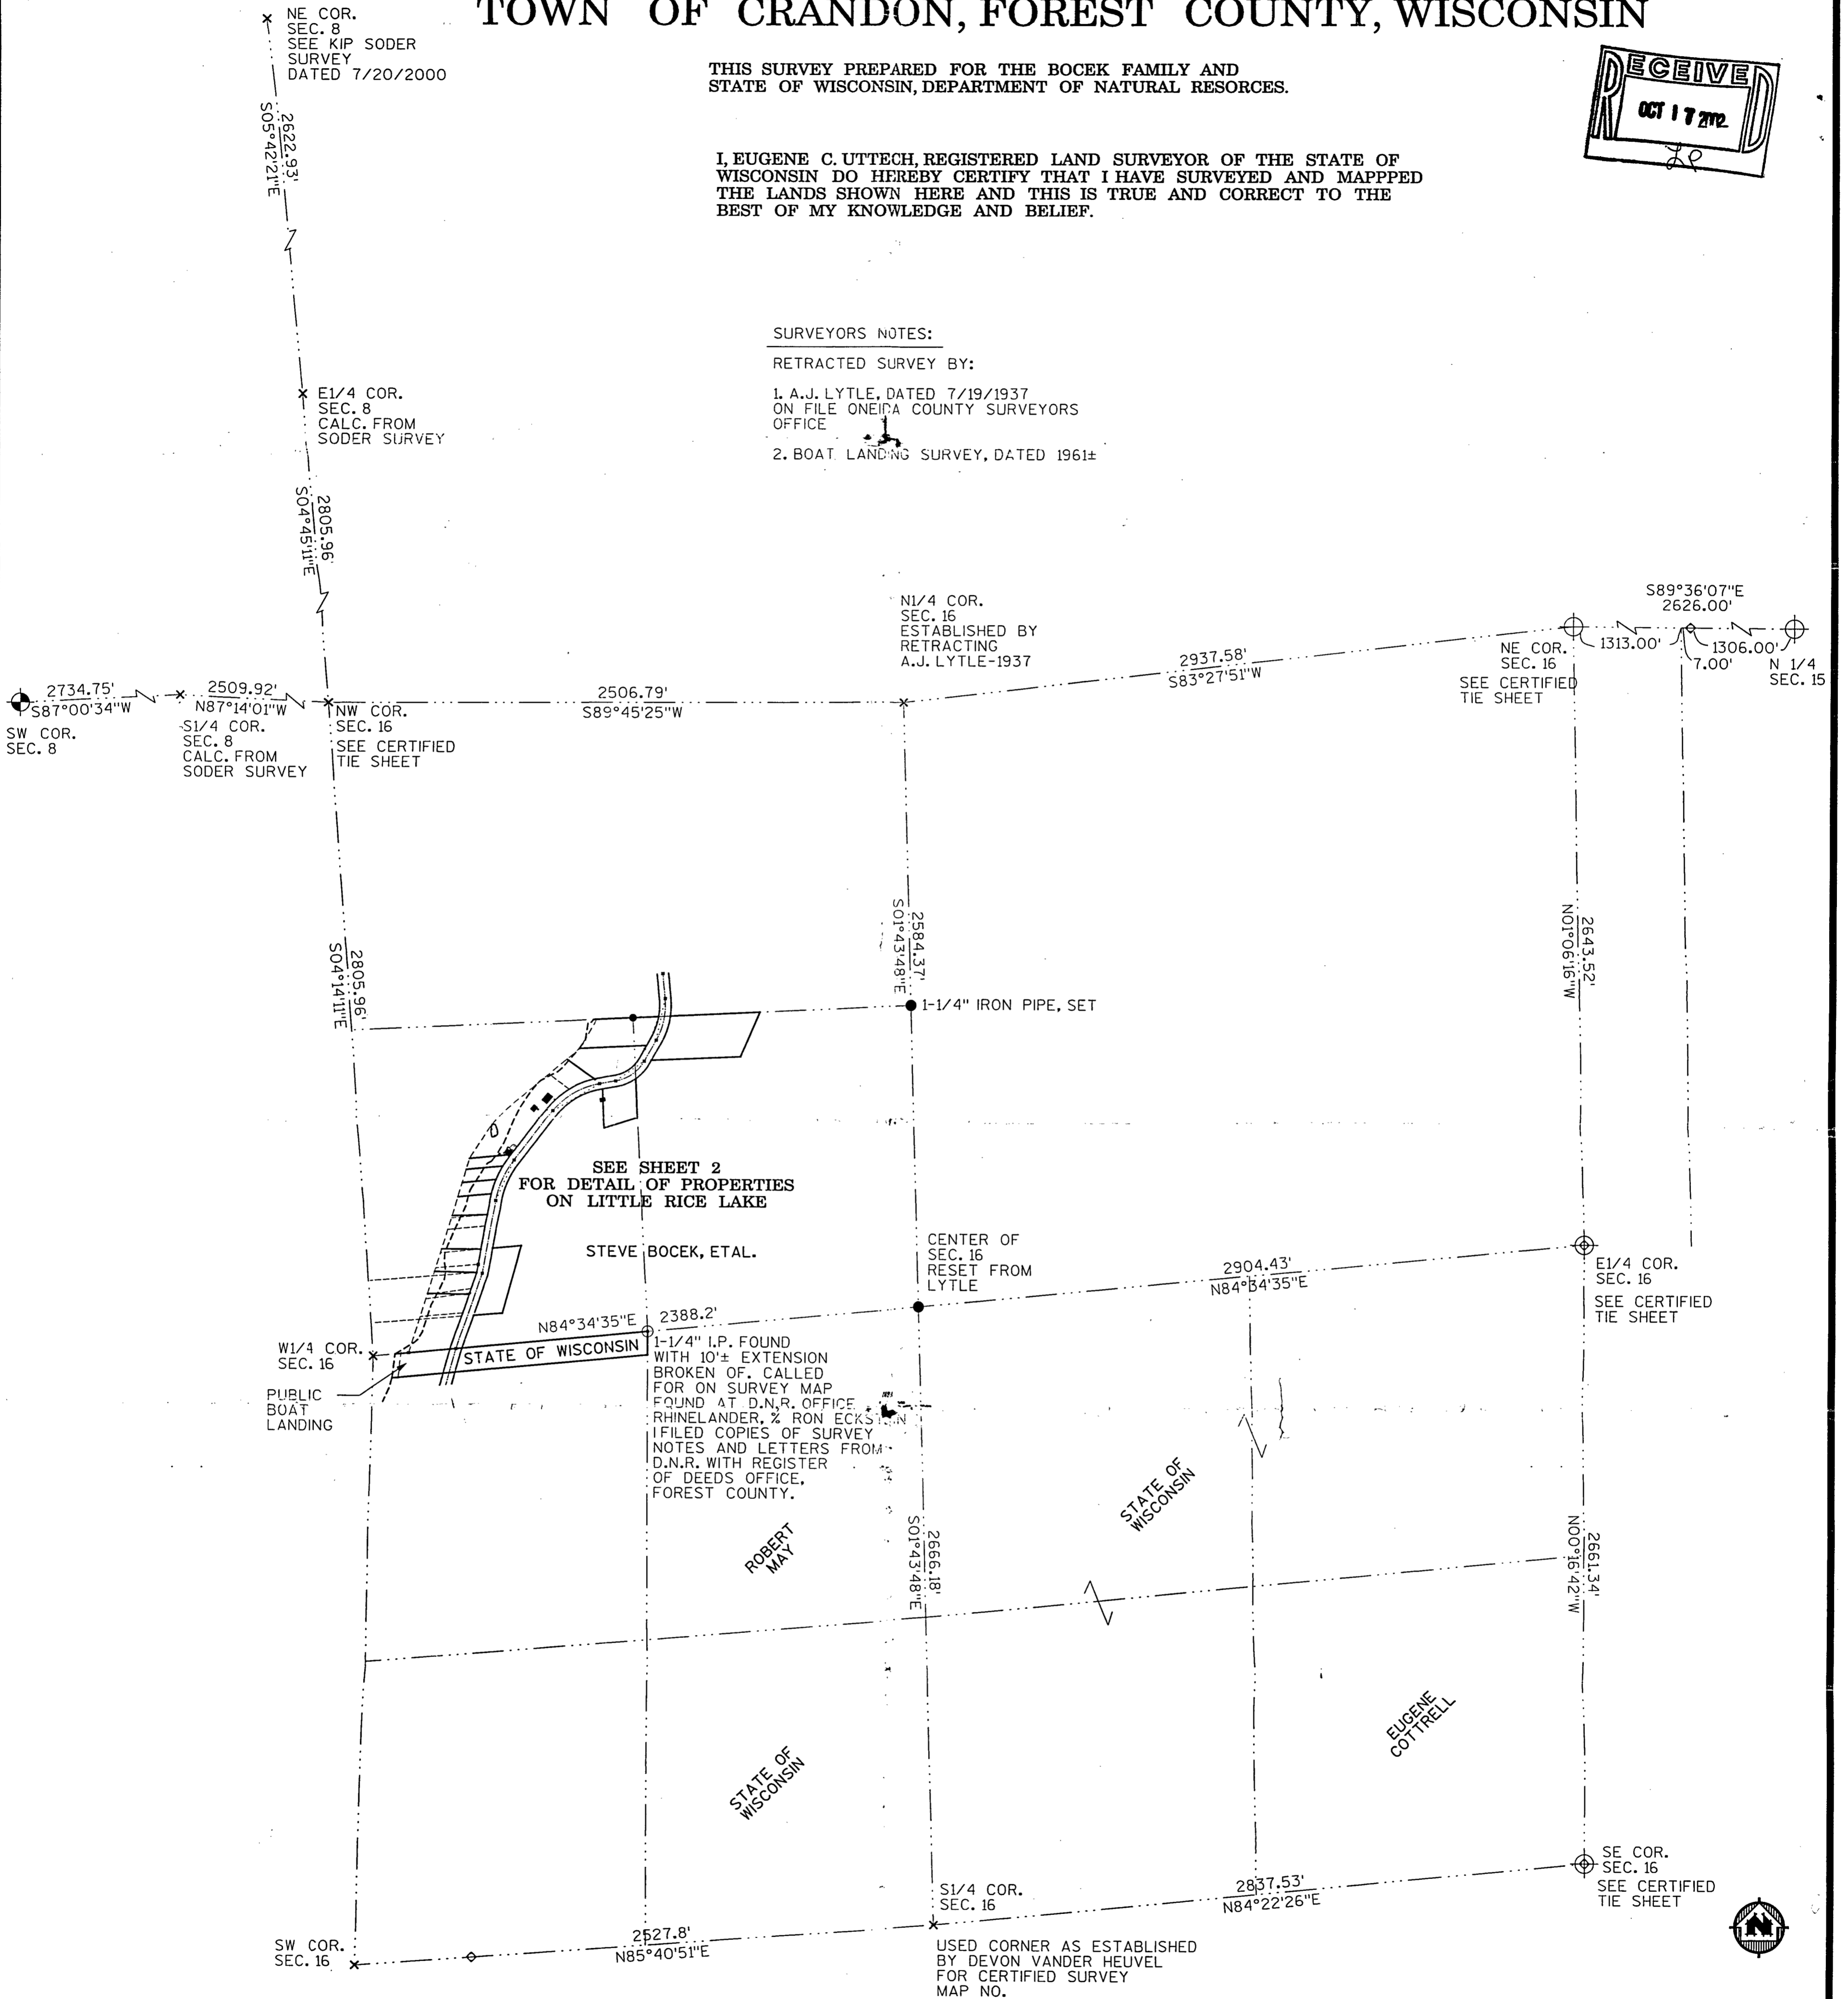 TOWN OF CRANDON, FOREST COUNTY, WISCONSIN
NE COR.
SEC. 8
SEE KIP SODER
SURVEY
DATED 7/20/2000
THIS SURVEY PREPARED FOR THE BOCEK FAMILY AND
STATE OF WISCONSIN, DEPARTMENT OF NATURAL RESORCES.
RECEIVED
OCT 17 2002
I, EUGENE C. UTTECH, REGISTERED LAND SURVEYOR OF THE STATE OF
WISCONSIN DO HEREBY CERTIFY THAT I HAVE SURVEYED AND MAPPPED
THE LANDS SHOWN HERE AND THIS IS TRUE AND CORRECT TO THE
BEST OF MY KNOWLEDGE AND BELIEF.
2622.93'
S05°42'21"E
SURVEYORS NOTES:
RETRACTED SURVEY BY:
1. A.J. LYTLE, DATED 7/19/1937
ON FILE ONEIDA COUNTY SURVEYORS
OFFICE
2. BOAT LANDING SURVEY, DATED 1961±
E1/4 COR.
SEC. 8
CALC. FROM
SODER SURVEY
2805.96'
S04°45'11"E
N1/4 COR.
SEC. 16
ESTABLISHED BY
RETRACTING
A.J. LYTLE-1937
2937.58'
S83°27'51"W
S89°36'07"E
2626.00'
1313.00'
7.00'
1306.00'
NE COR.
SEC. 16
SEE CERTIFIED
TIE SHEET
N 1/4
SEC. 15
2734.75'
S87°00'34"W
2509.92'
N87°14'01"W
2506.79'
S89°45'25"W
SW COR.
SEC. 8
S1/4 COR.
SEC. 8
CALC. FROM
SODER SURVEY
NW COR.
SEC. 16
SEE CERTIFIED
TIE SHEET
2805.96'
S04°14'11"E
2584.37'
S01°43'48"E
2643.52'
N01°06'16"W
1-1/4" IRON PIPE, SET
SEE SHEET 2
FOR DETAIL OF PROPERTIES
ON LITTLE RICE LAKE
STEVE BOCEK, ETAL.
CENTER OF
SEC. 16
RESET FROM
LYTLE
2904.43'
N84°34'35"E
E1/4 COR.
SEC. 16
SEE CERTIFIED
TIE SHEET
N84°34'35"E 2388.2'
W1/4 COR.
SEC. 16
STATE OF WISCONSIN
PUBLIC
BOAT
LANDING
1-1/4" I.P. FOUND
WITH 10'± EXTENSION
BROKEN OF. CALLED
FOR ON SURVEY MAP
FOUND AT D.N.R. OFFICE
RHINELANDER, % RON
I FILED COPIES OF SURVEY
NOTES AND LETTERS FROM
D.N.R. WITH REGISTER
OF DEEDS OFFICE,
FOREST COUNTY.
ROBERT
MAY
STATE OF
WISCONSIN
2666.18'
S01°43'48"E
2661.34'
N00°16'42"W
STATE OF
WISCONSIN
EUGENE
COTTRELL
SE COR.
SEC. 16
SEE CERTIFIED
TIE SHEET
N
S1/4 COR.
SEC. 16
2837.53'
N84°22'26"E
SW COR.
SEC. 16
2527.8'
N85°40'51"E
USED CORNER AS ESTABLISHED
BY DEVON VANDER HEUVEL
FOR CERTIFIED SURVEY
MAP NO.